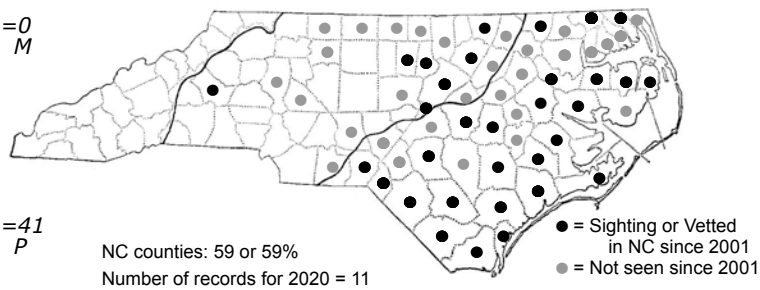 =0
M
=41
P
NC counties: 59 or 59%
Number of records for 2020 = 11
= Sighting or Vetted
in NC since 2001
= Not seen since 2001